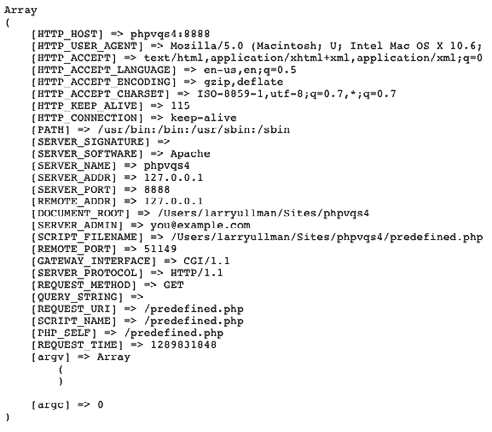 Array
(
[HTTP_HOST] => phpvqs4:8888
[HTTP_USER_AGENT] => Mozilla/5.0 (Macintosh; U; Intel Mac OS X 10.6;
[HTTP_ACCEPT] => text/html,application/xhtml+xml,application/xml;q=0
[HTTP_ACCEPT_LANGUAGE] => en-us,en;q=0.5
[HTTP_ACCEPT_ENCODING] => gzip,deflate
[HTTP_ACCEPT_CHARSET] => ISO-8859-1,utf-8;q=0.7,*;q=0.7
[HTTP_KEEP_ALIVE] => 115
[HTTP_CONNECTION] => keep-alive
[PATH] => /usr/bin:/bin:/usr/sbin:/sbin
[SERVER_SIGNATURE] =>
[SERVER_SOFTWARE] => Apache
[SERVER_NAME] => phpvqs4
[SERVER_ADDR] => 127.0.0.1
[SERVER_PORT] => 8888
[REMOTE_ADDR] => 127.0.0.1
[DOCUMENT_ROOT] => /Users/larryullman/Sites/phpvqs4
[SERVER_ADMIN] => you@example.com
[SCRIPT_FILENAME] => /Users/larryullman/Sites/phpvqs4/predefined.php
[REMOTE_PORT] => 51149
[GATEWAY_INTERFACE] => CGI/1.1
[SERVER_PROTOCOL] => HTTP/1.1
[REQUEST_METHOD] => GET
[QUERY_STRING] =>
[REQUEST_URI] => /predefined.php
[SCRIPT_NAME] => /predefined.php
[PHP_SELF] => /predefined.php
[REQUEST_TIME] => 1289831848
[argv] => Array
(
)
[argc] => 0
)